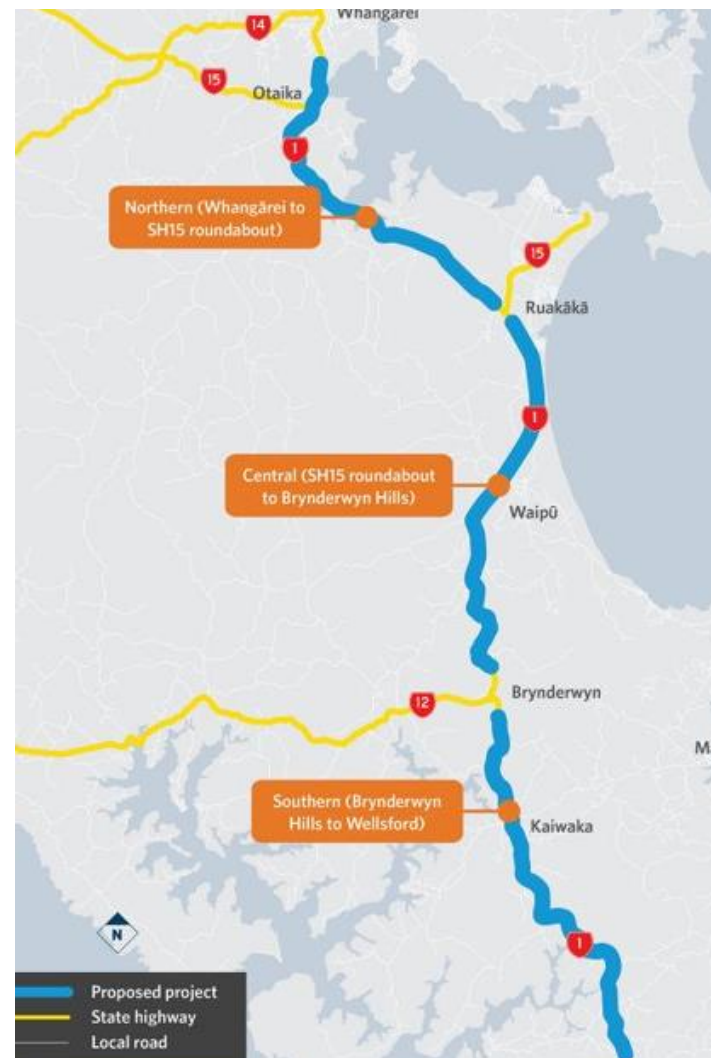 Whangarei
14
15
Otaika
1
Northern (Whangārei to
SH15 roundabout)
15
Ruakākā
1
Central (SH15 roundabout
to Brynderwyn Hills)
Waipū
Brynderwyn
12
M
Southern (Brynderwyn
Hills to Wellsford)
Kaiwaka
N
1
Proposed project
State highway
Local road